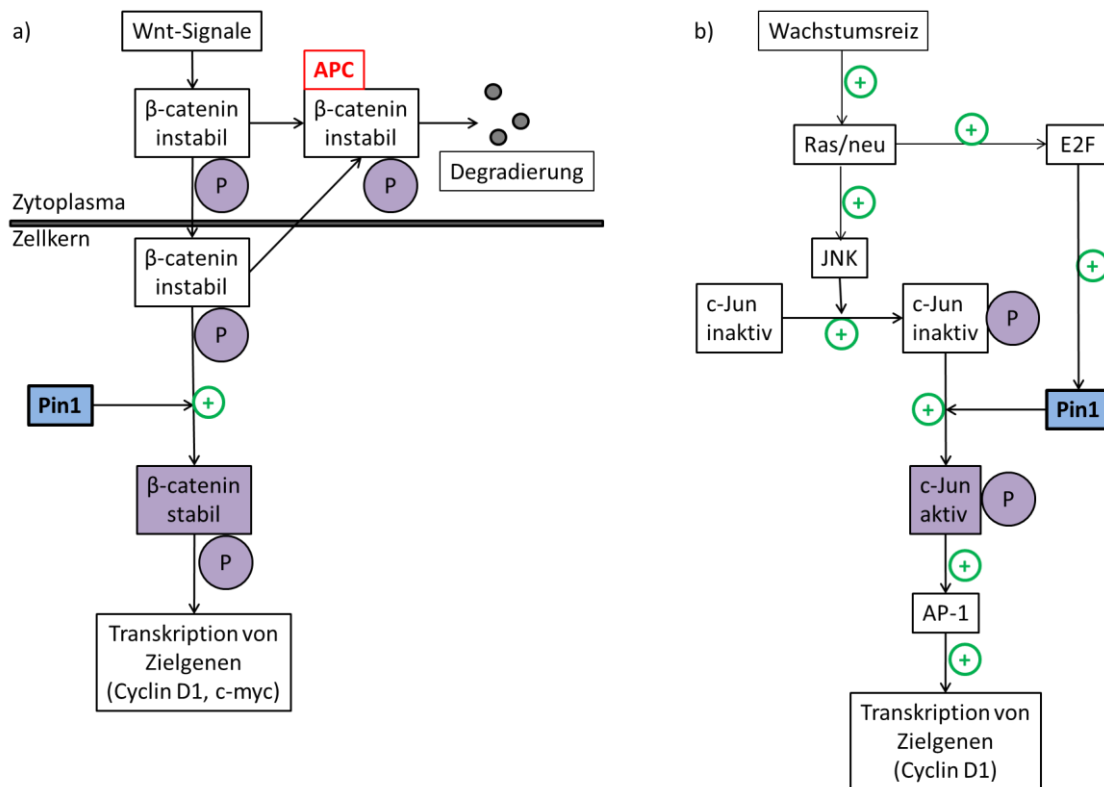 a)
Wnt-Signale
APC
β-catenin
instabil
P
β-catenin
instabil
P
Degradierung
Zytoplasma
Zellkern
β-catenin
instabil
P
Pin1
+
β-catenin
stabil
P
Transkription von
Zielgenen
(Cyclin D1, c-myc)
b)
Wachstumsreiz
+
Ras/neu
+
E2F
+
JNK
+
c-Jun
inaktiv
+
c-Jun
inaktiv
P
+
Pin1
c-Jun
aktiv
P
+
AP-1
+
Transkription von
Zielgenen
(Cyclin D1)